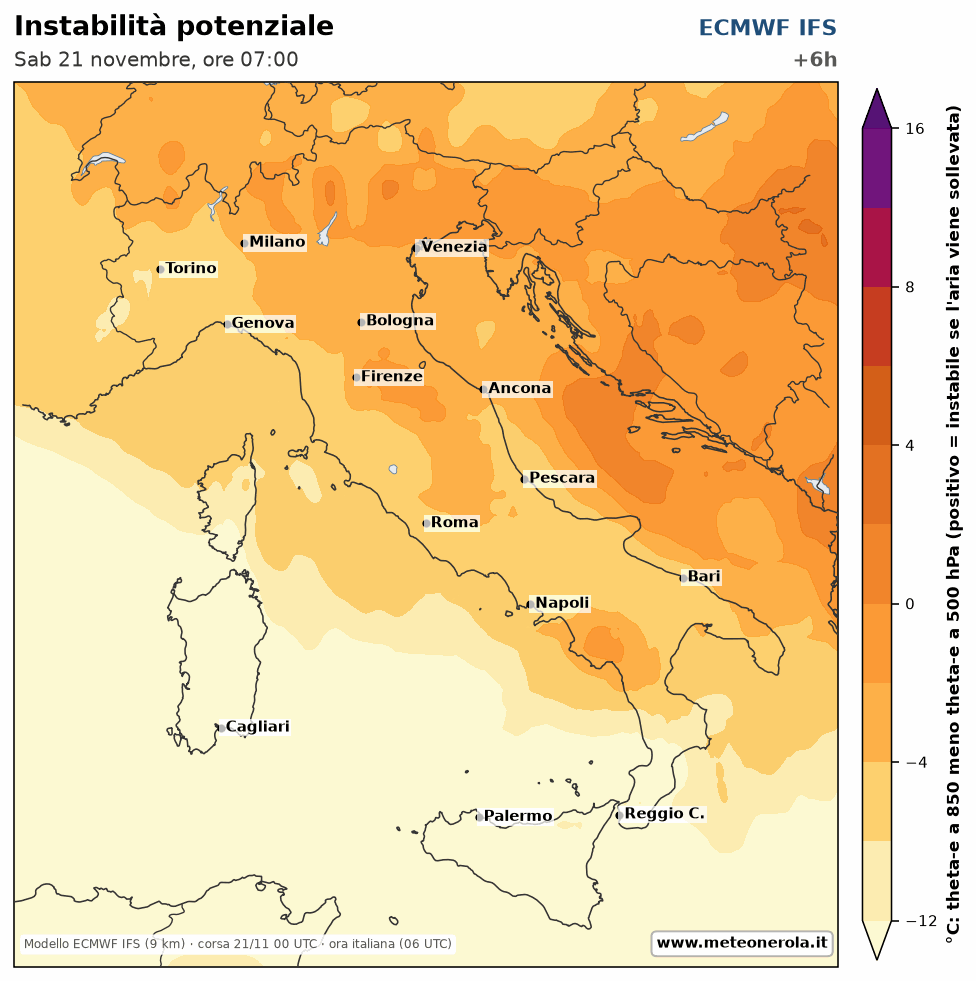 Instabilità potenziale
ECMWF IFS
Sab 21 novembre, ore 07:00
+6h
Milano
Venezia
Torino
Genova
Bologna
Firenze
Ancona
Pescara
Roma
Bari
Napoli
Cagliari
Palermo
Reggio C.
16
8
4
0
−4
−12
°C: theta-e a 850 meno theta-e a 500 hPa (positivo = instabile se l'aria viene sollevata)
Modello ECMWF IFS (9 km) · corsa 21/11 00 UTC · ora italiana (06 UTC)
www.meteonerola.it